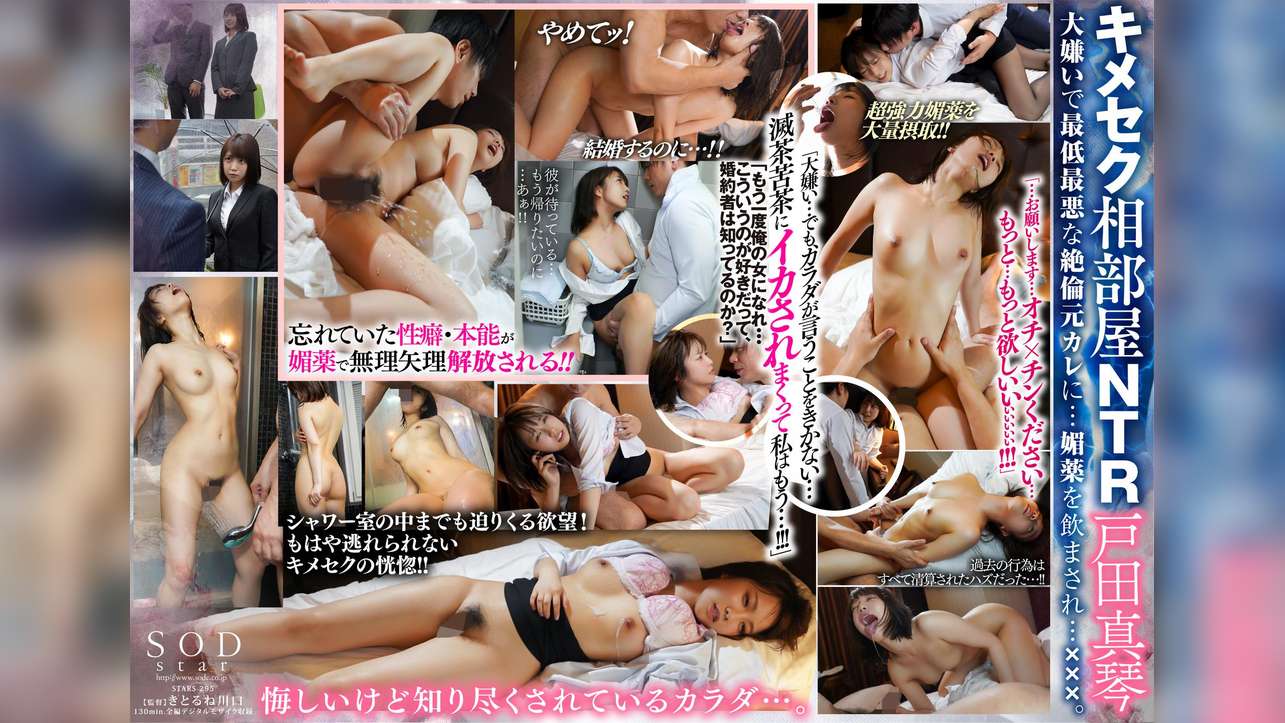 キメセク相部屋NTR 戸田真琴
大嫌いで最低最悪な絶倫元カレに…媚薬を飲まされ…×××。
やめてッ!
結婚するのに…!!
超強力媚薬を
大量摂取!!
「…お願いします…オチ×チンください…
もっと…もっと欲しいいぃぃぃぃ!!!」
「大嫌い…でもカラダが言うことをきかない…
滅茶苦茶にイカされまくって私はもう…!!!」
「もう一度俺の女になれ…
こういうのが好きだって、
婚約者は知ってるのか?」
彼が待っている…
もう帰りたいのに
…あぁ!!
忘れていた性癖・本能が
媚薬で無理矢理解放される!!
シャワー室の中までも迫りくる欲望!
もはや逃れられない
キメセクの恍惚!!
過去の行為は
すべて清算されたハズだった…!!
SOD
star
http://www.sodc.co.jp
STARS-295
【監督】きとるね川口
130min.全編デジタルモザイク収録
悔しいけど知り尽くされているカラダ…。